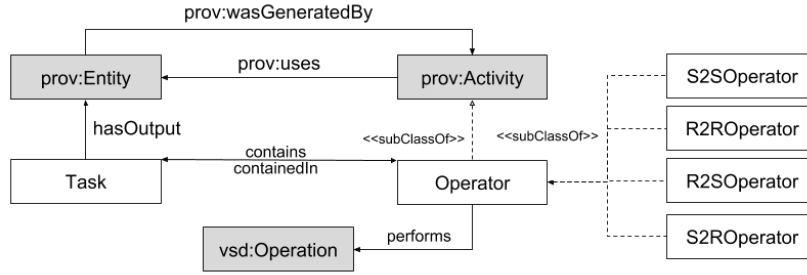 prov:wasGeneratedBy
prov:Entity
prov:uses
prov:Activity
S2SOperator
hasOutput
<<subClassOf>>
<<subClassOf>>
R2ROperator
contains
containedIn
Task
Operator
R2SOperator
vsd:Operation
performs
S2ROperator